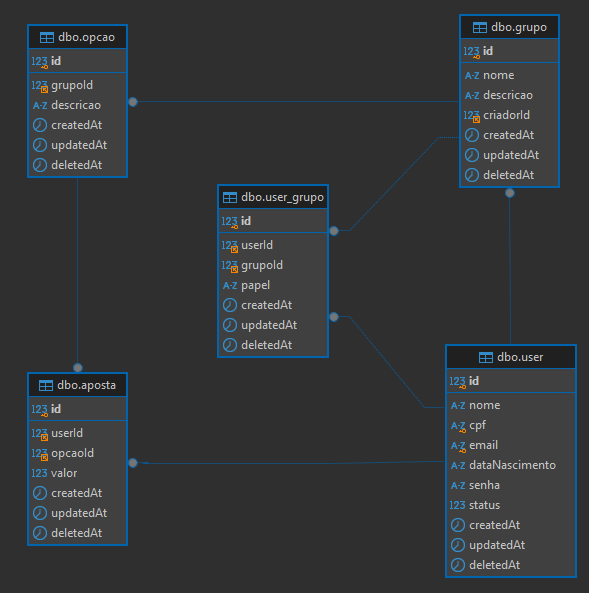 dbo.opcao
123 id
123 grupoId
A-Z descricao
createdAt
updatedAt
deletedAt
dbo.grupo
123 id
A-Z nome
A-Z descricao
123 criadorId
createdAt
updatedAt
deletedAt
dbo.user_grupo
123 id
123 userId
123 grupoId
A-Z papel
createdAt
updatedAt
deletedAt
dbo.aposta
123 id
123 userId
123 opcaoId
123 valor
createdAt
updatedAt
deletedAt
dbo.user
123 id
A-Z nome
A-Z cpf
A-Z email
A-Z dataNascimento
A-Z senha
123 status
createdAt
updatedAt
deletedAt